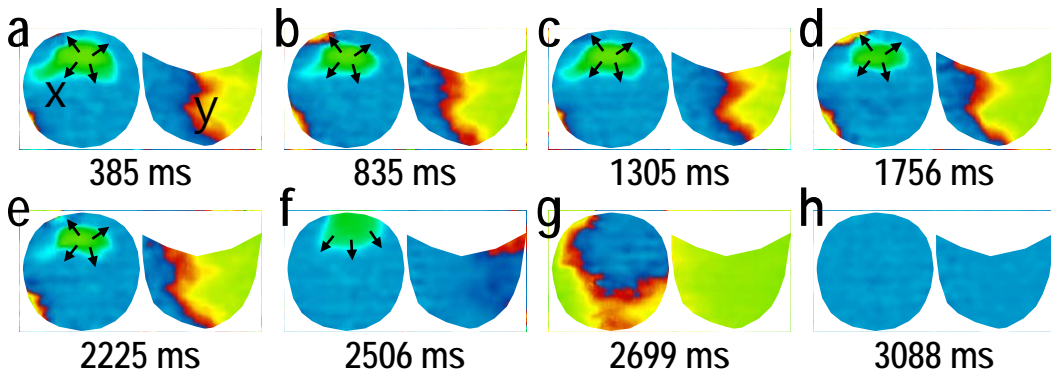 a b c d
x y
385 ms 835 ms 1305 ms 1756 ms
e f g h
2225 ms 2506 ms 2699 ms 3088 ms